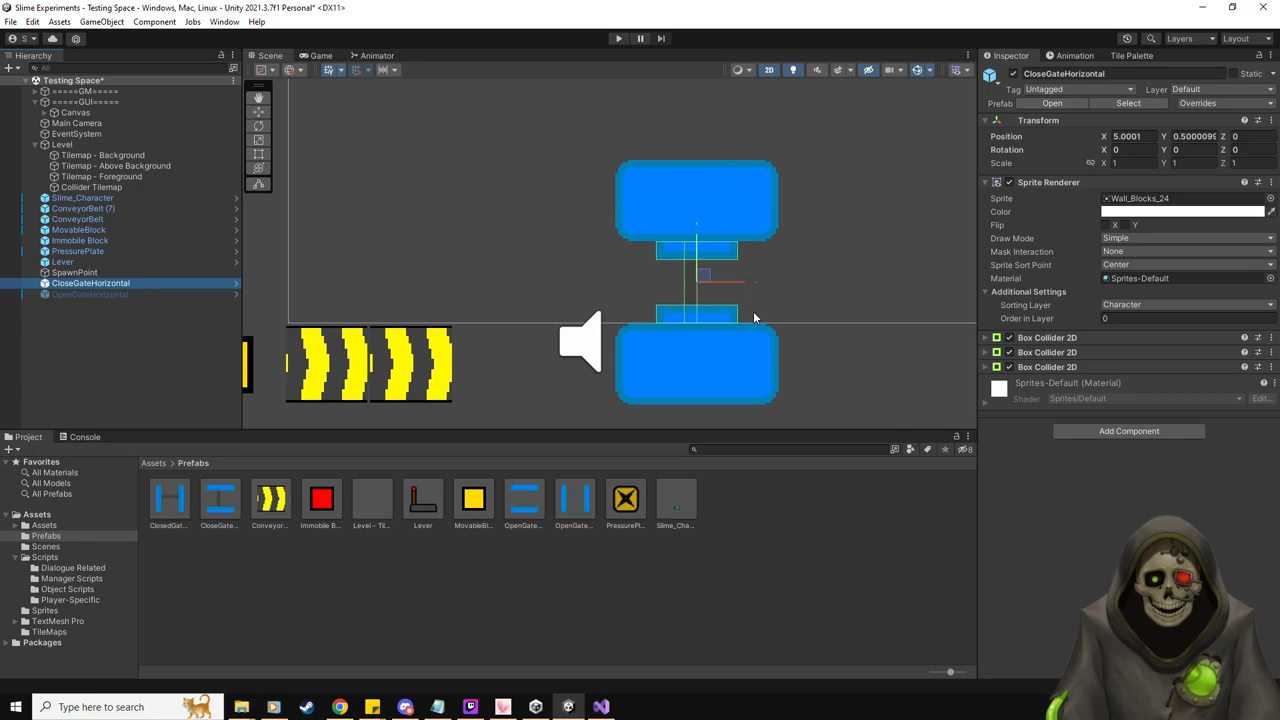 Slime Experiments - Testing Space - Windows, Mac, Linux - Unity 2021.3.7f1 Personal* <DX11>
File Edit Assets GameObject Component Jobs Window Help
S
Layers Layout
Hierarchy
All
Testing Space*
=====GM=====
=====GUI=====
Canvas
Main Camera
EventSystem
Level
Tilemap - Background
Tilemap - Above Background
Tilemap - Foreground
Collider Tilemap
Slime_Character
ConveyorBelt (7)
ConveyorBelt
MovableBlock
Immobile Block
PressurePlate
Lever
SpawnPoint
CloseGateHorizontal
OpenGateHorizontal
Scene Game Animator
2D
Inspector Animation Tile Palette
CloseGateHorizontal Static
Tag Untagged Layer Default
Prefab Open Select Overrides
Transform
Position X 5.0001 Y 0.5000099 Z 0
Rotation X 0 Y 0 Z 0
Scale X 1 Y 1 Z 1
Sprite Renderer
Sprite Wall_Blocks_24
Color
Flip X Y
Draw Mode Simple
Mask Interaction None
Sprite Sort Point Center
Material Sprites-Default
Additional Settings
Sorting Layer Character
Order in Layer 0
Box Collider 2D
Box Collider 2D
Box Collider 2D
Sprites-Default (Material)
Shader Sprites/Default Edit...
Add Component
Project Console
8
Favorites
All Materials
All Models
All Prefabs
Assets
Assets
Prefabs
Scenes
Scripts
Dialogue Related
Manager Scripts
Object Scripts
Player-Specific
Sprites
TextMesh Pro
TileMaps
Packages
Assets > Prefabs
ClosedGat... CloseGate... Conveyor... Immobile B... Level - Til... Lever MovableBl... OpenGate... OpenGate... PressurePl... Slime_Cha...
Type here to search